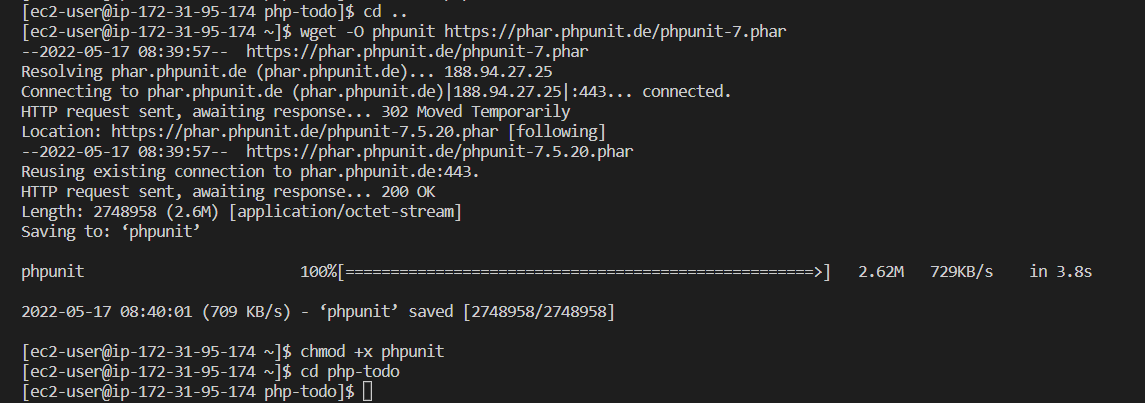 [ec2-user@ip-172-31-95-174 php-todo]$ cd ..
[ec2-user@ip-172-31-95-174 ~]$ wget -O phpunit https://phar.phpunit.de/phpunit-7.phar
--2022-05-17 08:39:57--  https://phar.phpunit.de/phpunit-7.phar
Resolving phar.phpunit.de (phar.phpunit.de)... 188.94.27.25
Connecting to phar.phpunit.de (phar.phpunit.de)|188.94.27.25|:443... connected.
HTTP request sent, awaiting response... 302 Moved Temporarily
Location: https://phar.phpunit.de/phpunit-7.5.20.phar [following]
--2022-05-17 08:39:57--  https://phar.phpunit.de/phpunit-7.5.20.phar
Reusing existing connection to phar.phpunit.de:443.
HTTP request sent, awaiting response... 200 OK
Length: 2748958 (2.6M) [application/octet-stream]
Saving to: ‘phpunit’
phpunit                        100%[====================================================>]   2.62M   729KB/s    in 3.8s
2022-05-17 08:40:01 (709 KB/s) - ‘phpunit’ saved [2748958/2748958]
[ec2-user@ip-172-31-95-174 ~]$ chmod +x phpunit
[ec2-user@ip-172-31-95-174 ~]$ cd php-todo
[ec2-user@ip-172-31-95-174 php-todo]$